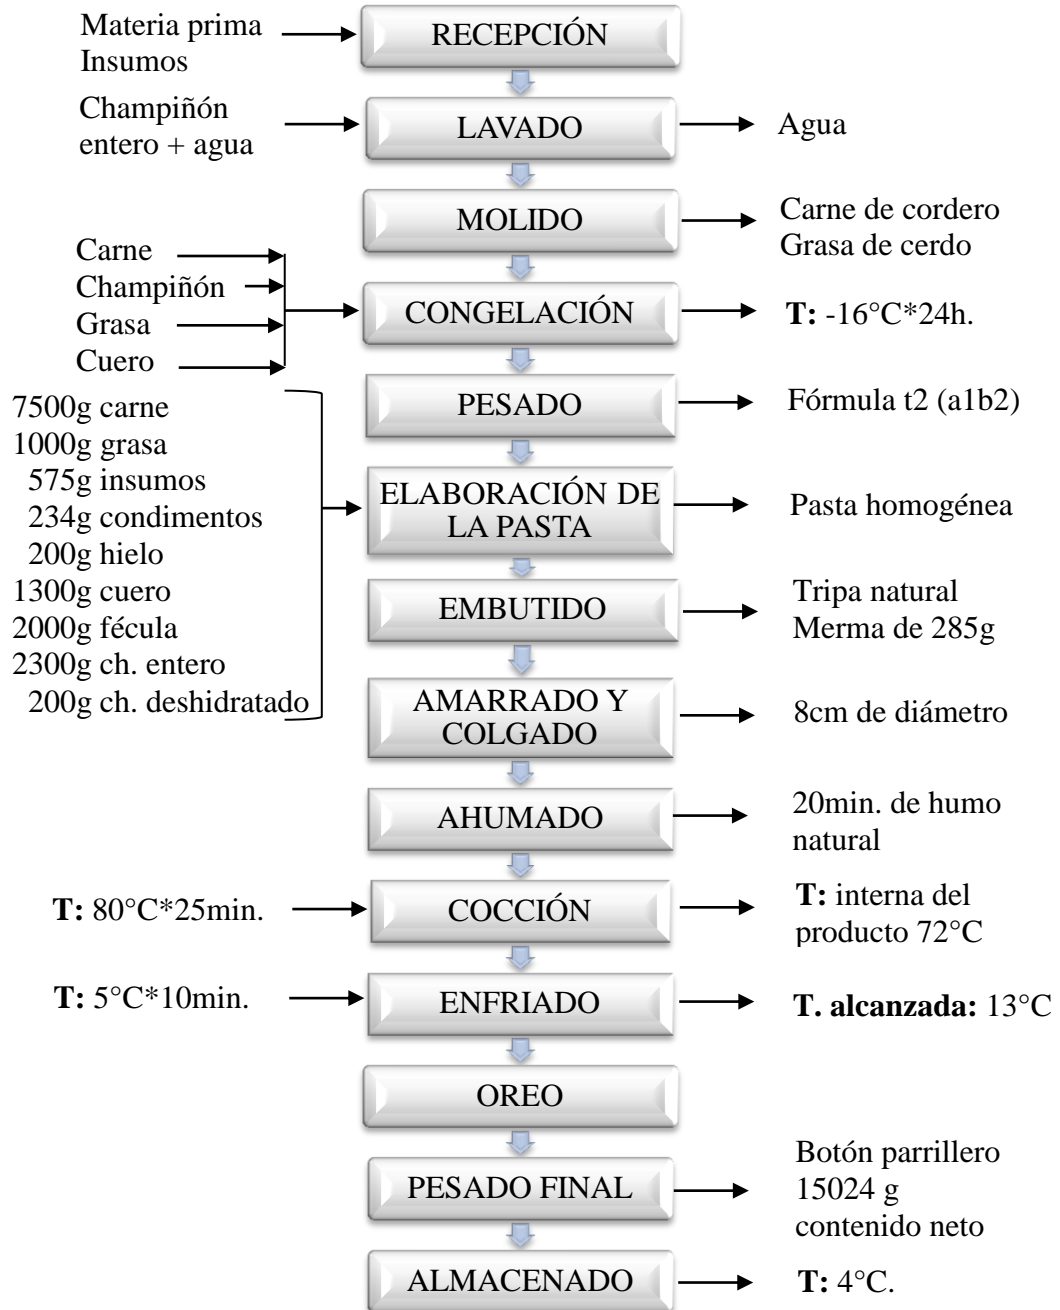 Materia prima
Insumos
RECEPCIÓN
Champiñón
entero + agua
LAVADO
Agua
MOLIDO
Carne de cordero
Grasa de cerdo
Carne
Champiñón
Grasa
Cuero
CONGELACIÓN
T: -16°C*24h.
PESADO
Fórmula t2 (a1b2)
7500g carne
1000g grasa
575g insumos
234g condimentos
200g hielo
1300g cuero
2000g fécula
2300g ch. entero
200g ch. deshidratado
ELABORACIÓN DE
LA PASTA
Pasta homogénea
EMBUTIDO
Tripa natural
Merma de 285g
AMARRADO Y
COLGADO
8cm de diámetro
AHUMADO
20min. de humo
natural
T: 80°C*25min.
COCCIÓN
T: interna del
producto 72°C
T: 5°C*10min.
ENFRIADO
T. alcanzada: 13°C
OREO
PESADO FINAL
Botón parrillero
15024 g
contenido neto
ALMACENADO
T: 4°C.